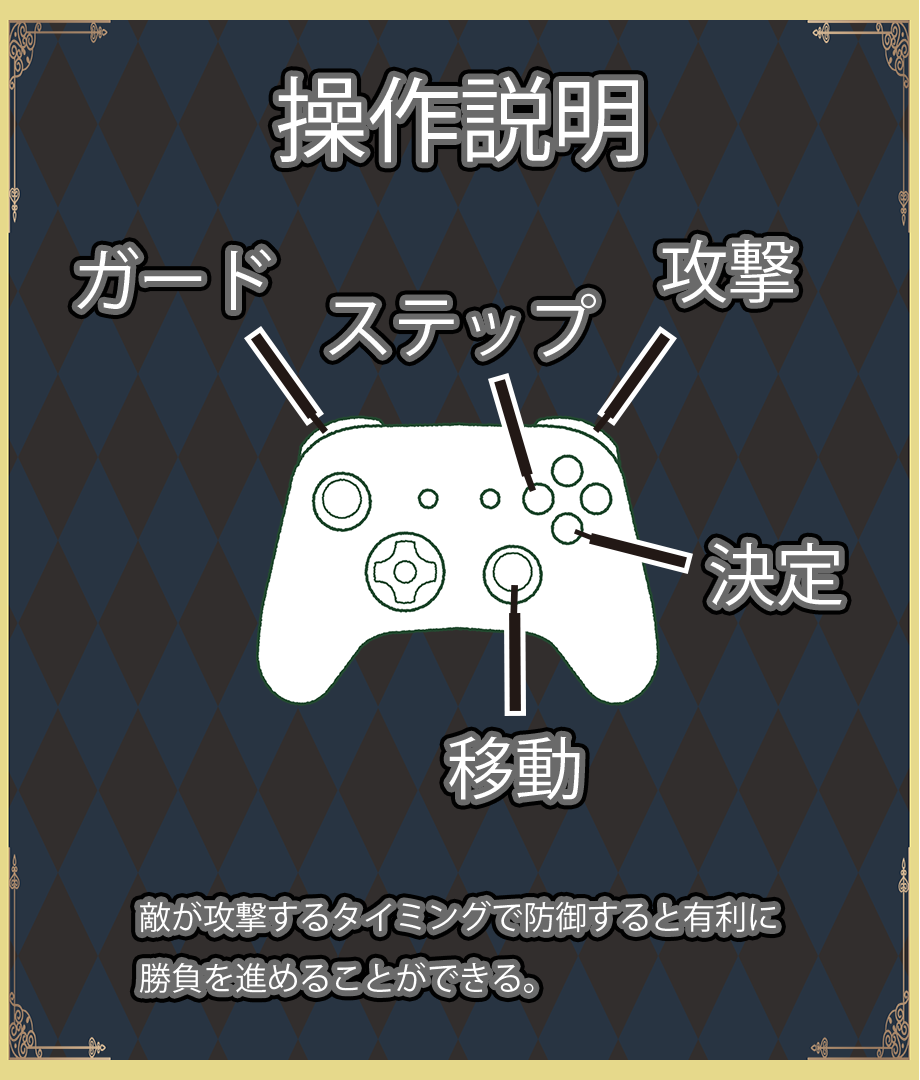 操作説明
ガード
攻撃
ステップ
決定
移動
敵が攻撃するタイミングで防御すると有利に
勝負を進めることができる。